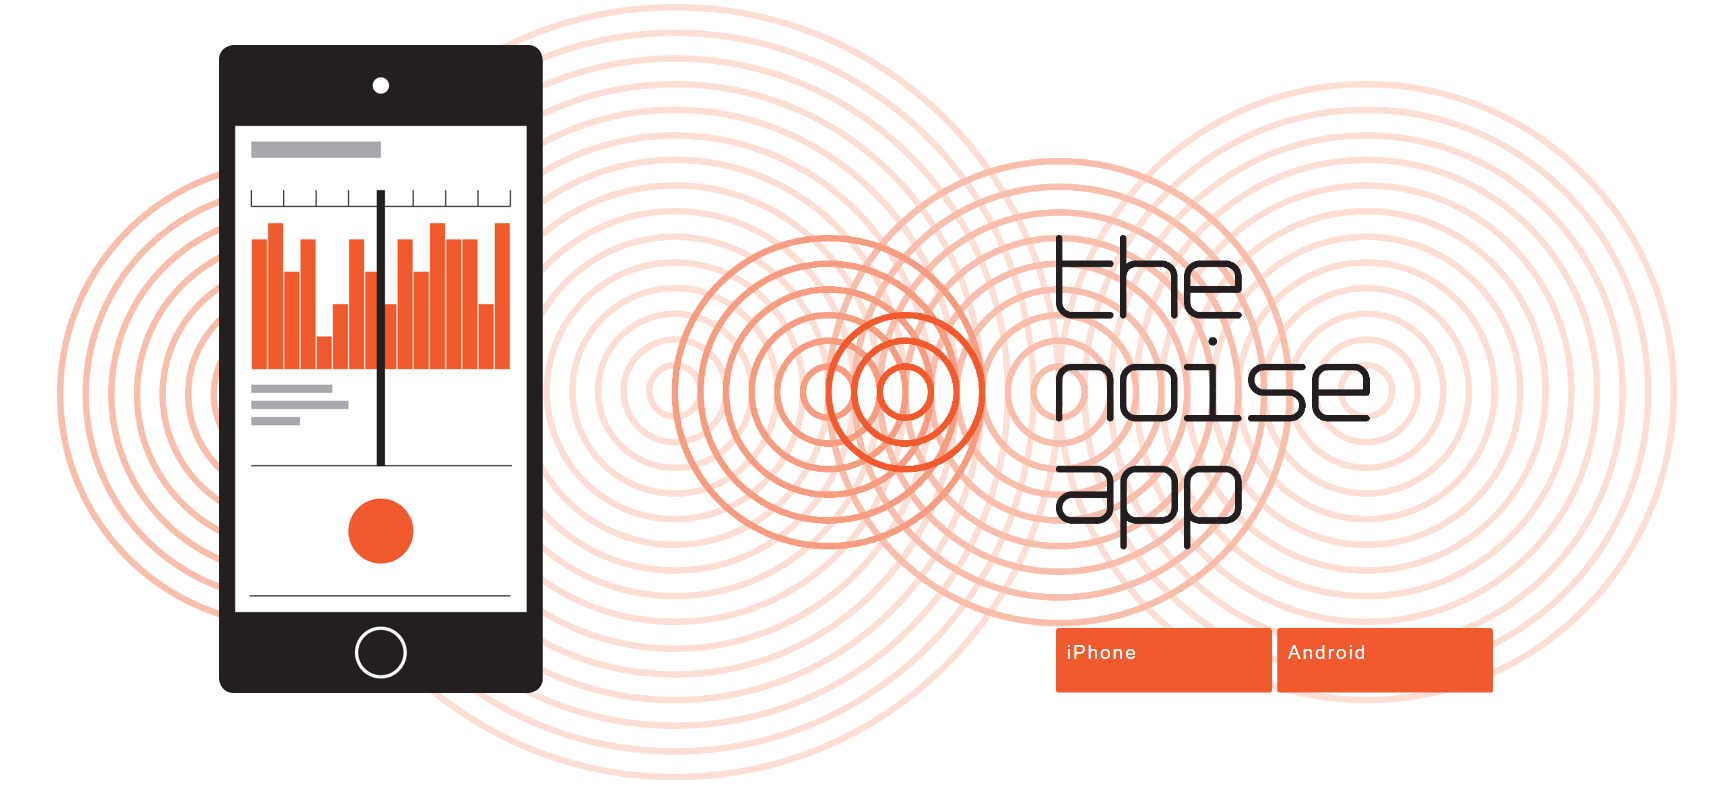 the
noise
app
iPhone
Android